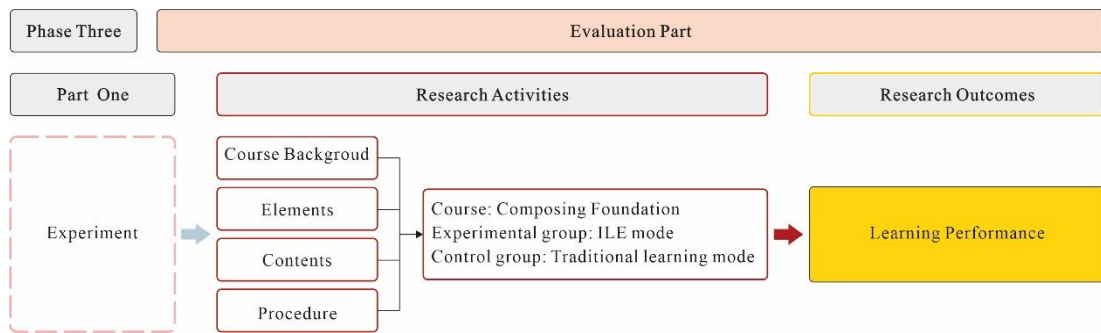 Phase Three
Evaluation Part
Part One
Research Activities
Research Outcomes
Experiment
Course Backgroud
Elements
Contents
Procedure
Course: Composing Foundation
Experimental group: ILE mode
Control group: Traditional learning mode
Learning Performance